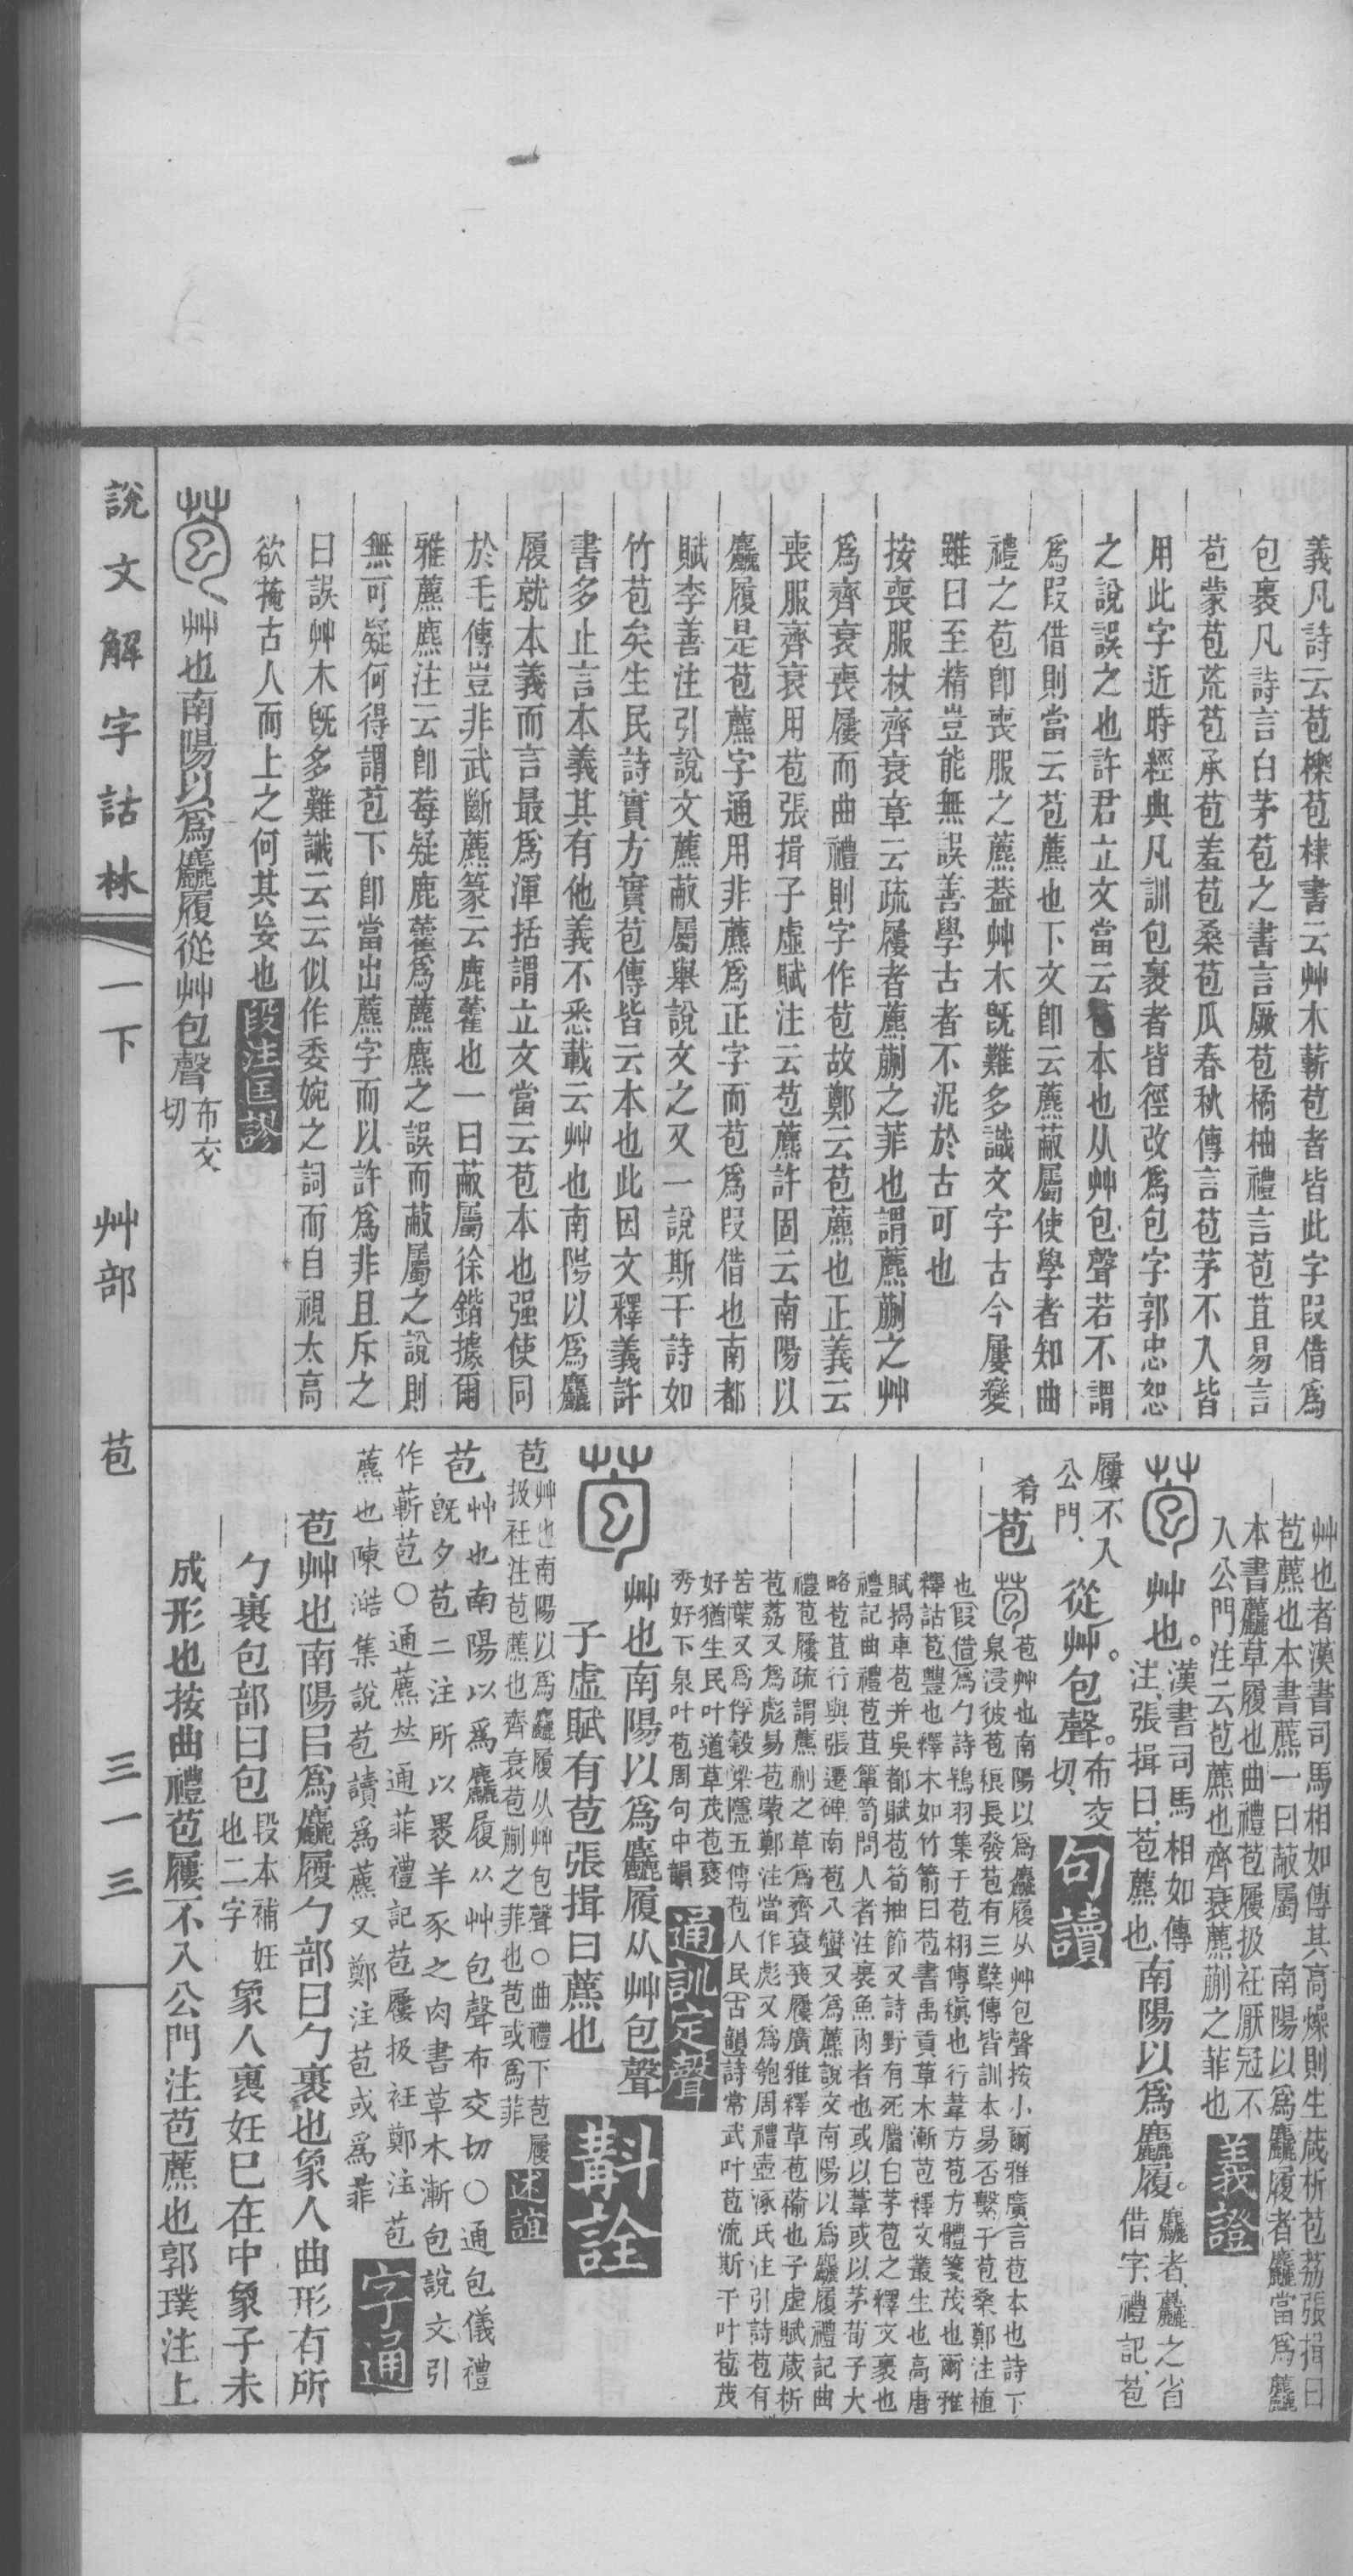 義凡詩云苞櫟苞棣書云艸木蔪苞者皆此字叚借爲
包裹凡詩言白茅苞之書言厥苞橘柚禮言苞苴易言
苞蒙苞荒苞承苞羞苞桑苞瓜春秋傳言苞茅不入皆
用此字近時經典凡訓包裹者皆徑改爲包字郭忠恕
之說誤之也許君立文當云苞本也从艸包聲若不謂
爲叚借則當云苞藨也下文卽云藨蔽屬使學者知曲
禮之苞卽喪服之藨葢艸木旣難多識文字古今屢變
雖曰至精豈能無誤善學古者不泥於古可也
按喪服杖齊衰章云疏屨者藨蒯之菲也謂藨蒯之艸
爲齊衰喪屨而曲禮則字作苞故鄭云苞藨也正義云
喪服齊衰用苞張揖子虛賦注云苞藨許固云南陽以
麤履是苞藨字通用非藨爲正字而苞爲叚借也南都
賦李善注引說文藨蔽屬舉說文之又一說斯干詩如
竹苞矣生民詩實方實苞傳皆云本也此因文釋義許
書多止言本義其有他義不悉載云艸也南陽以爲麤
履就本義而言最爲渾括謂立文當云苞本也强使同
於毛傳豈非武斷藨篆云鹿藿也一曰蔽屬徐鍇據爾
雅藨麃注云卽莓疑鹿藿爲藨麃之誤而蔽屬之說則
無可疑何得謂苞下卽當出藨字而以許爲非且斥之
曰誤艸木旣多難識云云似作委婉之詞而自視太高
欲掩古人而上之何其妄也 段注匡謬
艸也南陽以爲麤履從艸包聲 布交切
艸也者漢書司馬相如傳其高燥則生葴析苞荔張揖曰
苞藨也本書藨一曰蔽屬 南陽以爲麤履者麤當爲麤
本書麤草履也曲禮苞屨扱衽厭冠不
入公門注云苞藨也齊衰藨蒯之菲也 義證
艸也。漢書司馬相如傳注、張揖曰、苞藨也、南陽以爲麤履。麤者、麤之省借字、禮記、苞
屨不入公門、從艸。包聲。布交切、 句讀
肴 苞 苞艸也南陽以爲麤履从艸包聲按小爾雅廣言苞本也詩下
泉浸彼苞稂長發苞有三櫱傳皆訓本易否繫于苞桑鄭注植
也〔叚借〕爲勹詩鴇羽集于苞栩傳稹也行葦方苞方體箋茂也爾雅
釋詁苞豐也釋木如竹箭曰苞書禹貢草木漸苞釋文叢生也高唐
賦揭車苞并吳都賦苞筍抽節又詩野有死麕白茅苞之釋文裹也
禮記曲禮苞苴簞笥問人者注裹魚肉者也或以葦或以茅荀子大
略苞苴行與張遷碑南苞八蠻又爲藨說文南陽以爲麤履禮記曲
禮苞屨疏謂藨蒯之草爲齊衰喪屨廣雅釋草苞藨也子虛賦葴析
苞荔又爲彪易苞蒙鄭注當作彪又爲匏周禮壺涿氏注引詩苞有
苦葉又爲俘穀梁隱五傳苞人民〔古韻〕詩常武叶苞流斯干叶苞茂
好猶生民叶道草茂苞褎
秀好下泉叶苞周句中韻 通訓定聲
艸也南陽以爲麤履从艸包聲
子虛賦有苞張揖曰藨也 斠詮
苞 艸也南陽以爲麤履从艸包聲○曲禮下苞屨
扱衽注苞藨也齊衰苞蒯之菲也苞或爲菲 述誼
苞 艸也南陽以爲麤履从艸包聲布交切○通包儀禮
旣夕苞二注所以褁羊豕之肉書草木漸包說文引
作蔪苞○通藨𠀤通菲禮記苞屨扱衽鄭注苞
藨也陳澔集說苞讀爲藨又鄭注苞或爲菲 字通
苞艸也南陽㠯爲麤履勹部曰勹裹也象人曲形有所
勹裹包部曰包 段本補妊也二字 象人裹妊巳在中象子未
成形也按曲禮苞屨不入公門注苞藨也郭璞注上
說文解字詁林 一下 艸部 苞 三一三